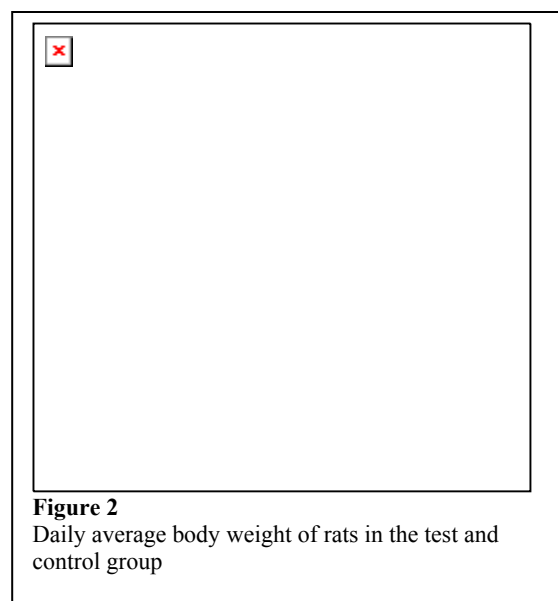 Figure 2
Daily average body weight of rats in the test and
control group